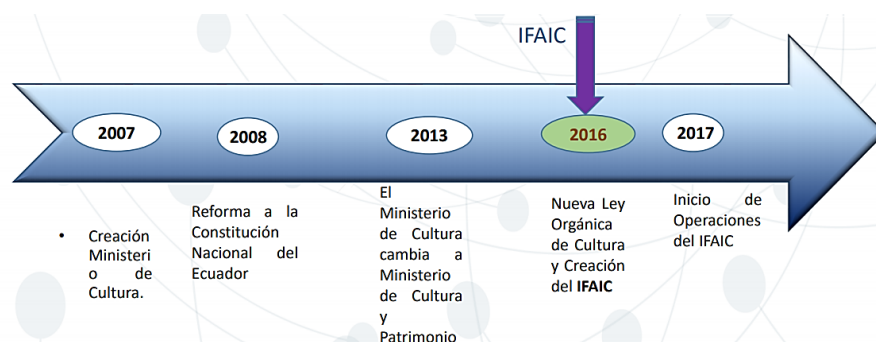 IFAIC
2007
2008
2013
2016
2017
• Creación
Ministeri
o de
Cultura.
Reforma a la
Constitución
Nacional del
Ecuador
El
Ministerio
de Cultura
cambia a
Ministerio
de Cultura
y
Patrimonio
Nueva Ley
Orgánica
de Cultura
y Creación
del IFAIC
Inicio de
Operaciones
del IFAIC